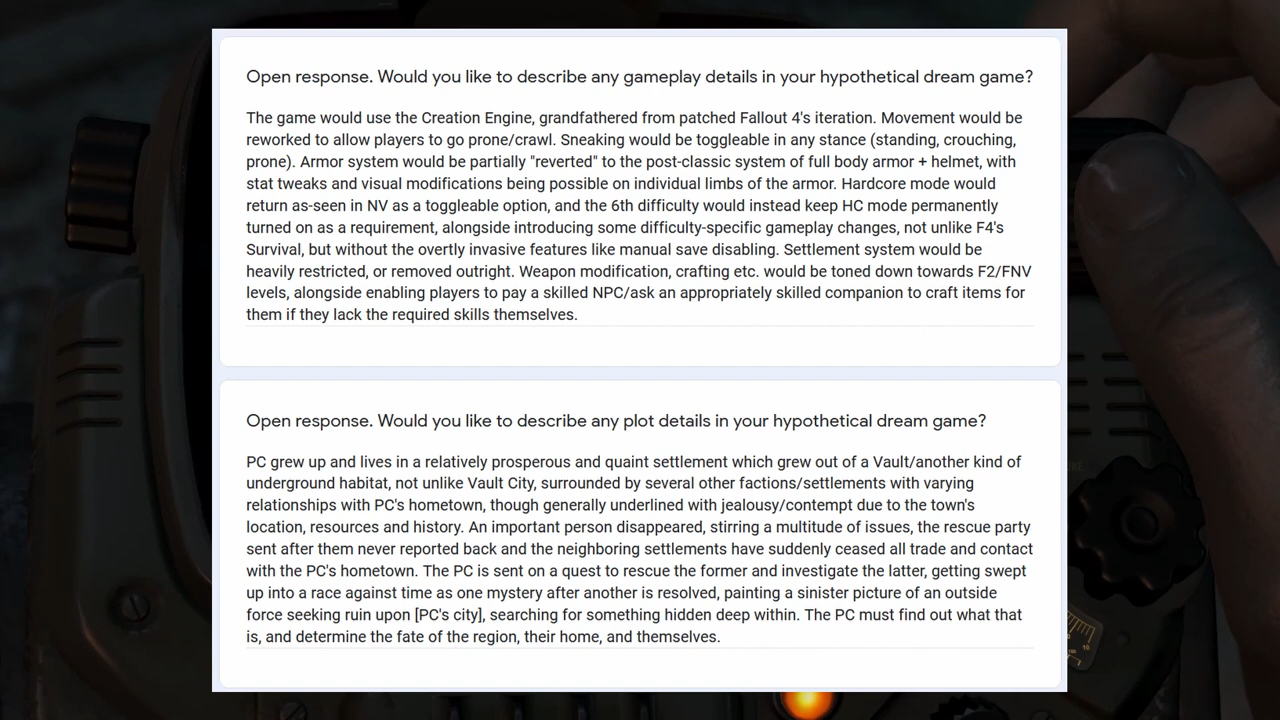 Open response. Would you like to describe any gameplay details in your hypothetical dream game?
The game would use the Creation Engine, grandfathered from patched Fallout 4's iteration. Movement would be
reworked to allow players to go prone/crawl. Sneaking would be toggleable in any stance (standing, crouching,
prone). Armor system would be partially "reverted" to the post-classic system of full body armor + helmet, with
stat tweaks and visual modifications being possible on individual limbs of the armor. Hardcore mode would
return as-seen in NV as a toggleable option, and the 6th difficulty would instead keep HC mode permanently
turned on as a requirement, alongside introducing some difficulty-specific gameplay changes, not unlike F4's
Survival, but without the overtly invasive features like manual save disabling. Settlement system would be
heavily restricted, or removed outright. Weapon modification, crafting etc. would be toned down towards F2/FNV
levels, alongside enabling players to pay a skilled NPC/ask an appropriately skilled companion to craft items for
them if they lack the required skills themselves.
Open response. Would you like to describe any plot details in your hypothetical dream game?
PC grew up and lives in a relatively prosperous and quaint settlement which grew out of a Vault/another kind of
underground habitat, not unlike Vault City, surrounded by several other factions/settlements with varying
relationships with PC's hometown, though generally underlined with jealousy/contempt due to the town's
location, resources and history. An important person disappeared, stirring a multitude of issues, the rescue party
sent after them never reported back and the neighboring settlements have suddenly ceased all trade and contact
with the PC's hometown. The PC is sent on a quest to rescue the former and investigate the latter, getting swept
up into a race against time as one mystery after another is resolved, painting a sinister picture of an outside
force seeking ruin upon [PC's city], searching for something hidden deep within. The PC must find out what that
is, and determine the fate of the region, their home, and themselves.